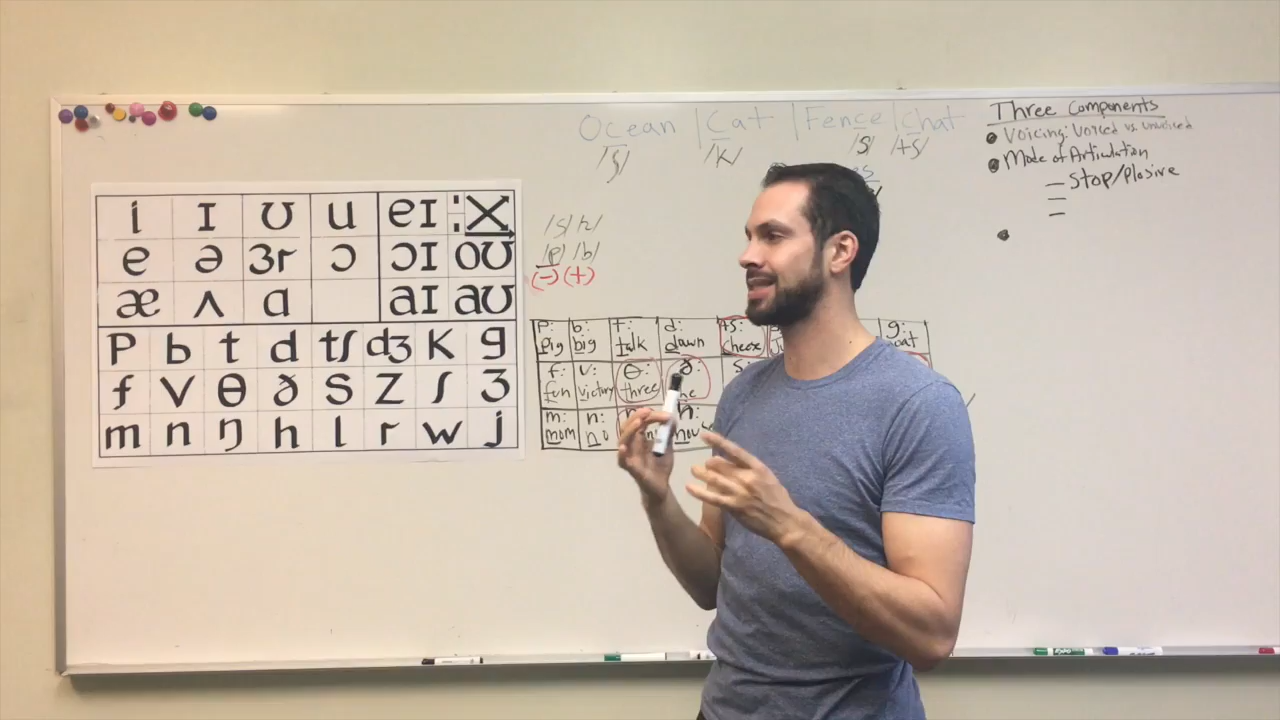 Ocean | Cat | Fence | Chat
/ʃ/ /k/ /S/ /tʃ/
Three Components
Voicing: Voiced vs. Unvoiced
Mode of Articulation
— Stop/Plosive
—
—
i ɪ ʊ u eɪ :X
e ə ɜr ɔ ɔɪ oʊ
æ ʌ ɑ aɪ aʊ
P b t d tʃ dʒ K g
f V θ ð S Z ʃ ʒ
m n ŋ h l r w j
/s/ /z/
/p/ /b/
(-) (+)
p: b: t: d: tʃ: g:
pig big talk dawn cheese
f: v: θ: ð: s:
fun victory three
m: n: h:
mom no